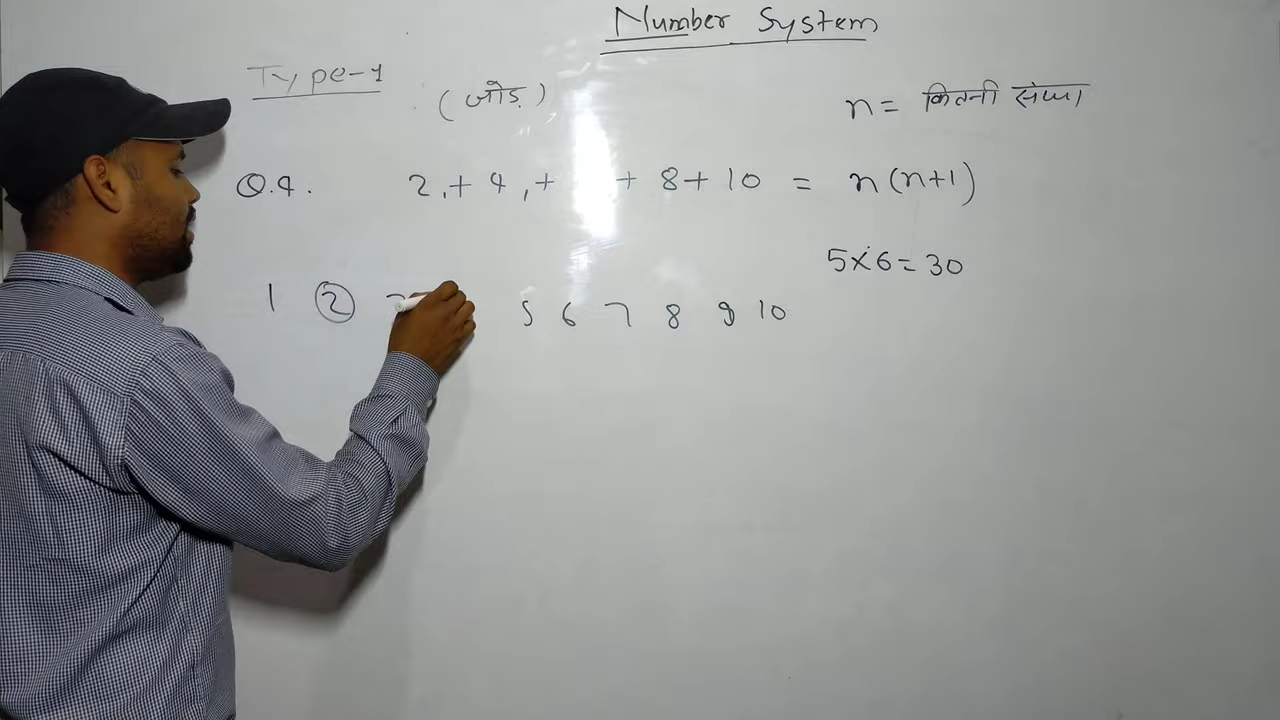 Number System
Type-1
(जोड़)
n = कितनी संख्या
Q.4. 2, + 4, + + 8 + 10 = n(n+1)
5×6=30
1 2 5 6 7 8 9 10